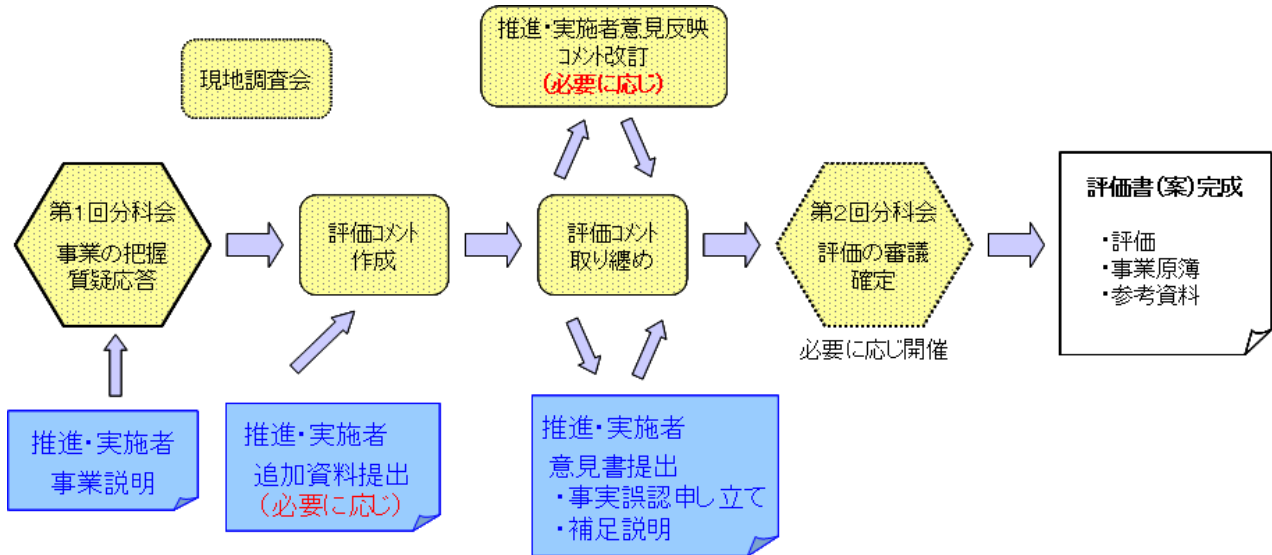 推進・実施者意見反映
コメント改訂
(必要に応じ)
現地調査会
第1回分科会
事業の把握
質疑応答
評価コメント
作成
評価コメント
取り纏め
第2回分科会
評価の審議
確定
必要に応じ開催
評価書(案)完成
・評価
・事業原簿
・参考資料
推進・実施者
事業説明
推進・実施者
追加資料提出
(必要に応じ)
推進・実施者
意見書提出
・事実誤認申し立て
・補足説明